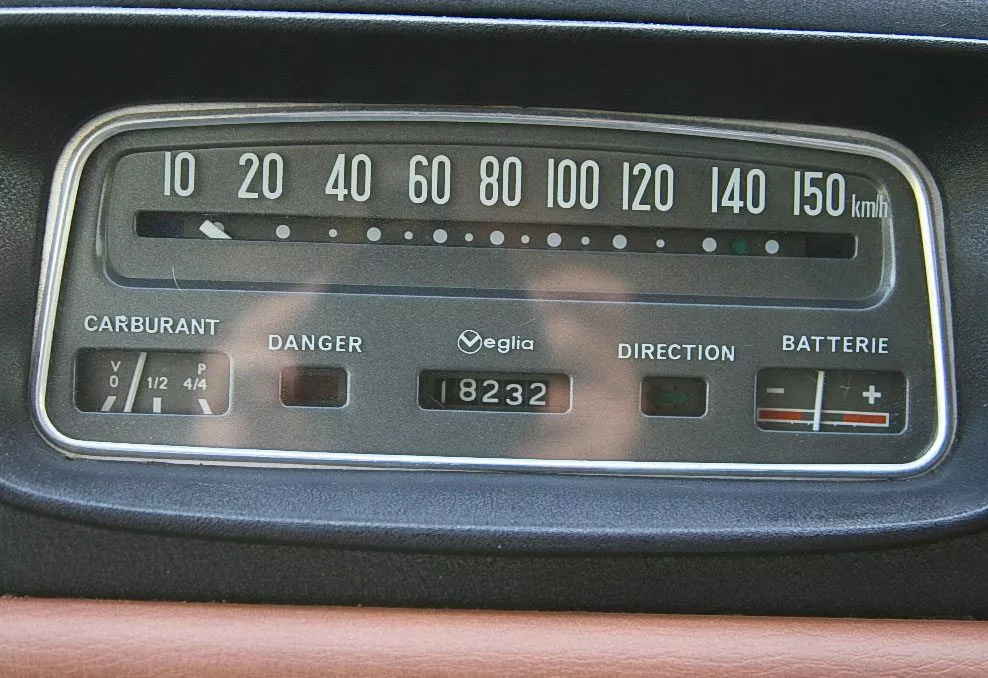 10 20 40 60 80 100 120 140 150 km/h
CARBURANT DANGER Veglia DIRECTION BATTERIE
V P
0 1/2 4/4
18232
- +